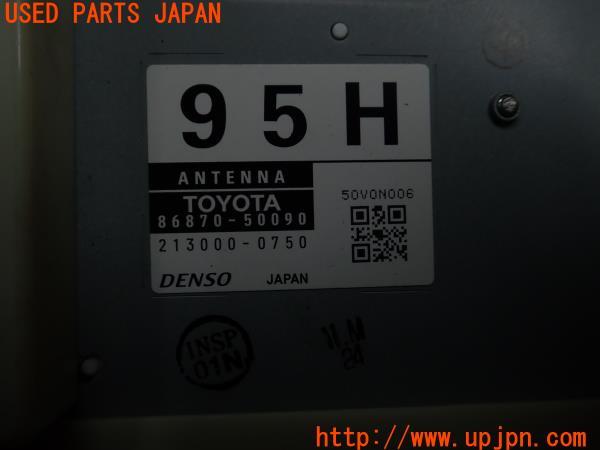 USED PARTS JAPAN
95H
ANTENNA
TOYOTA
86870-50090
213000-0750
50V0N006
DENSO JAPAN
INSP
01N
24
http://www.upjpn.com